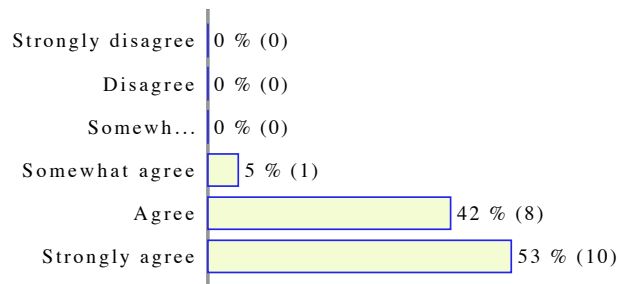 Strongly disagree 0 % (0)
Disagree 0 % (0)
Somewh... 0 % (0)
Somewhat agree 5 % (1)
Agree 42 % (8)
Strongly agree 53 % (10)